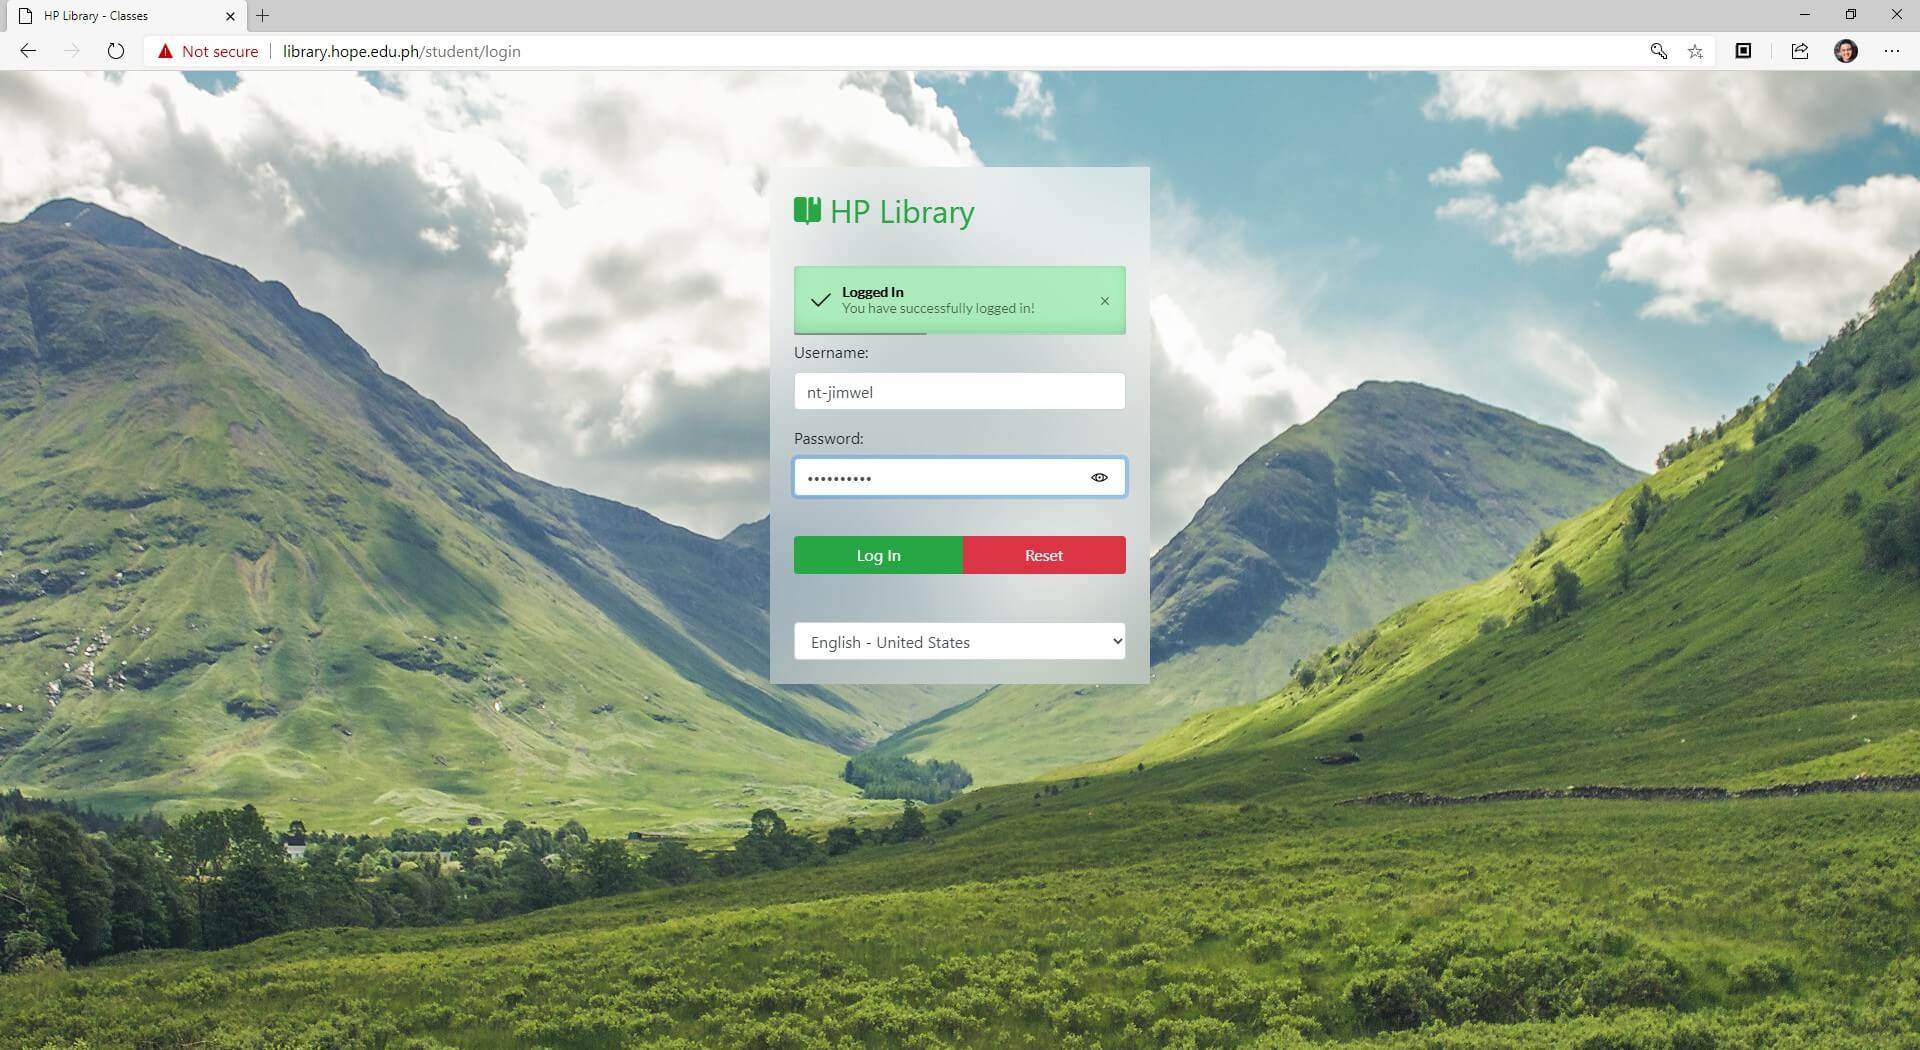 HP Library - Classes
Not secure
library.hope.edu.ph/student/login
HP Library
Logged In
You have successfully logged in!
Username:
nt-jimwel
Password:
••••••••••
Log In
Reset
English - United States